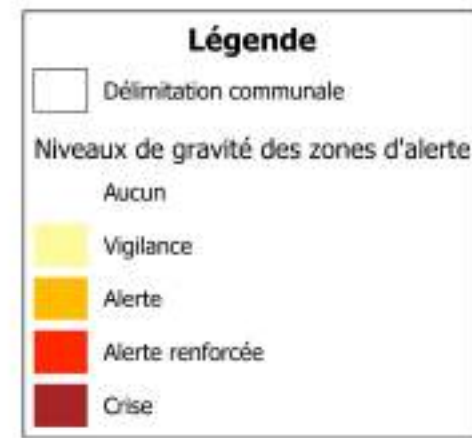 Légende
Délimitation communale
Niveaux de gravité des zones d'alerte
Aucun
Vigilance
Alerte
Alerte renforcée
Crise